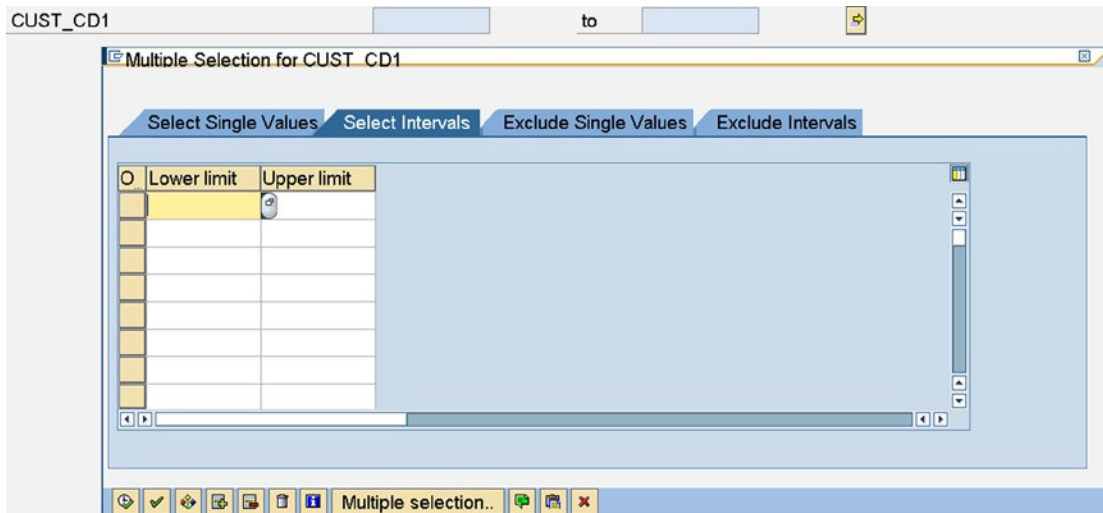 CUST_CD1 to
Multiple Selection for CUST_CD1
Select Single Values Select Intervals Exclude Single Values Exclude Intervals
O... Lower limit Upper limit
Multiple selection..